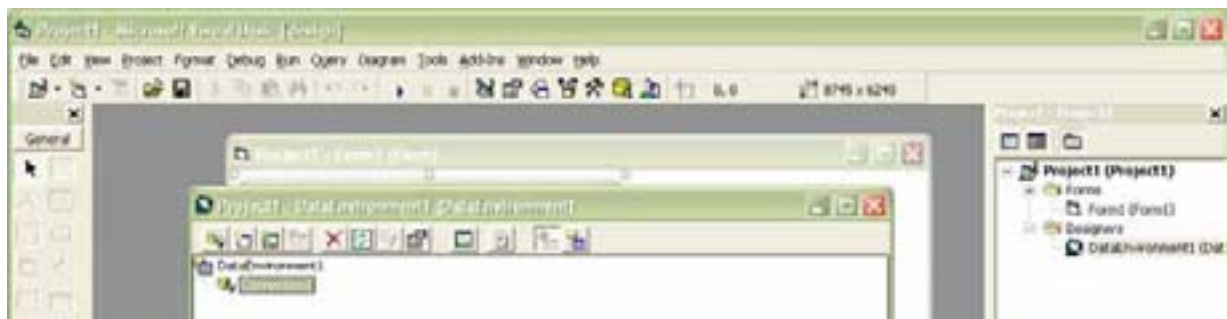 Project1 - Microsoft Visual Basic [design]
File Edit View Project Format Debug Run Query Diagram Tools Add-Ins Window Help
0, 0 8745 x 6240
General
Project1 - Form1 (Form)
Project1 - DataEnvironment1 (DataEnvironment)
DataEnvironment1
Connection1
Project - Project1
Project1 (Project1)
Forms
Form1 (Form1)
Designers
DataEnvironment1 (Dat